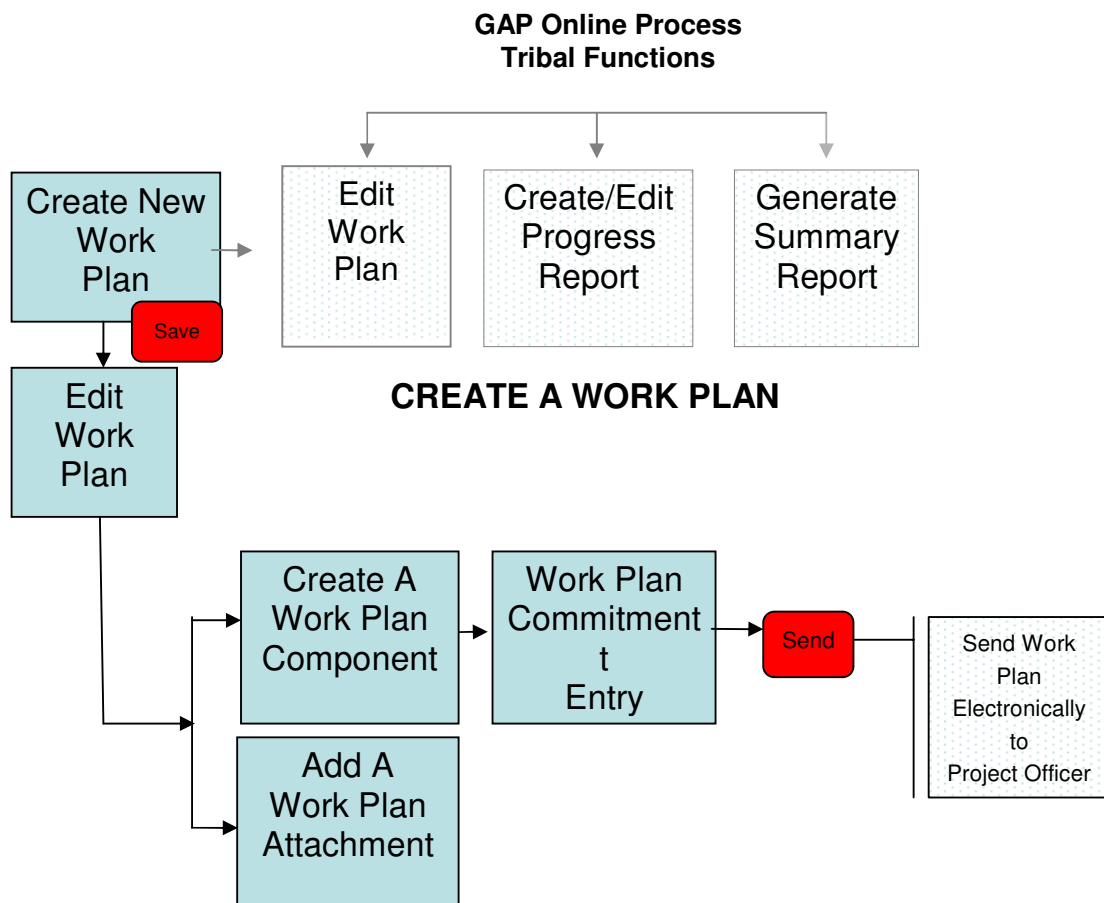 GAP Online Process
Tribal Functions
Create New
Work
Plan
Save
Edit
Work
Plan
Create/Edit
Progress
Report
Generate
Summary
Report
CREATE A WORK PLAN
Edit
Work
Plan
Create A
Work Plan
Component
Work Plan
Commitmen
t
Entry
Send
Send Work
Plan
Electronically
to
Project Officer
Add A
Work Plan
Attachment